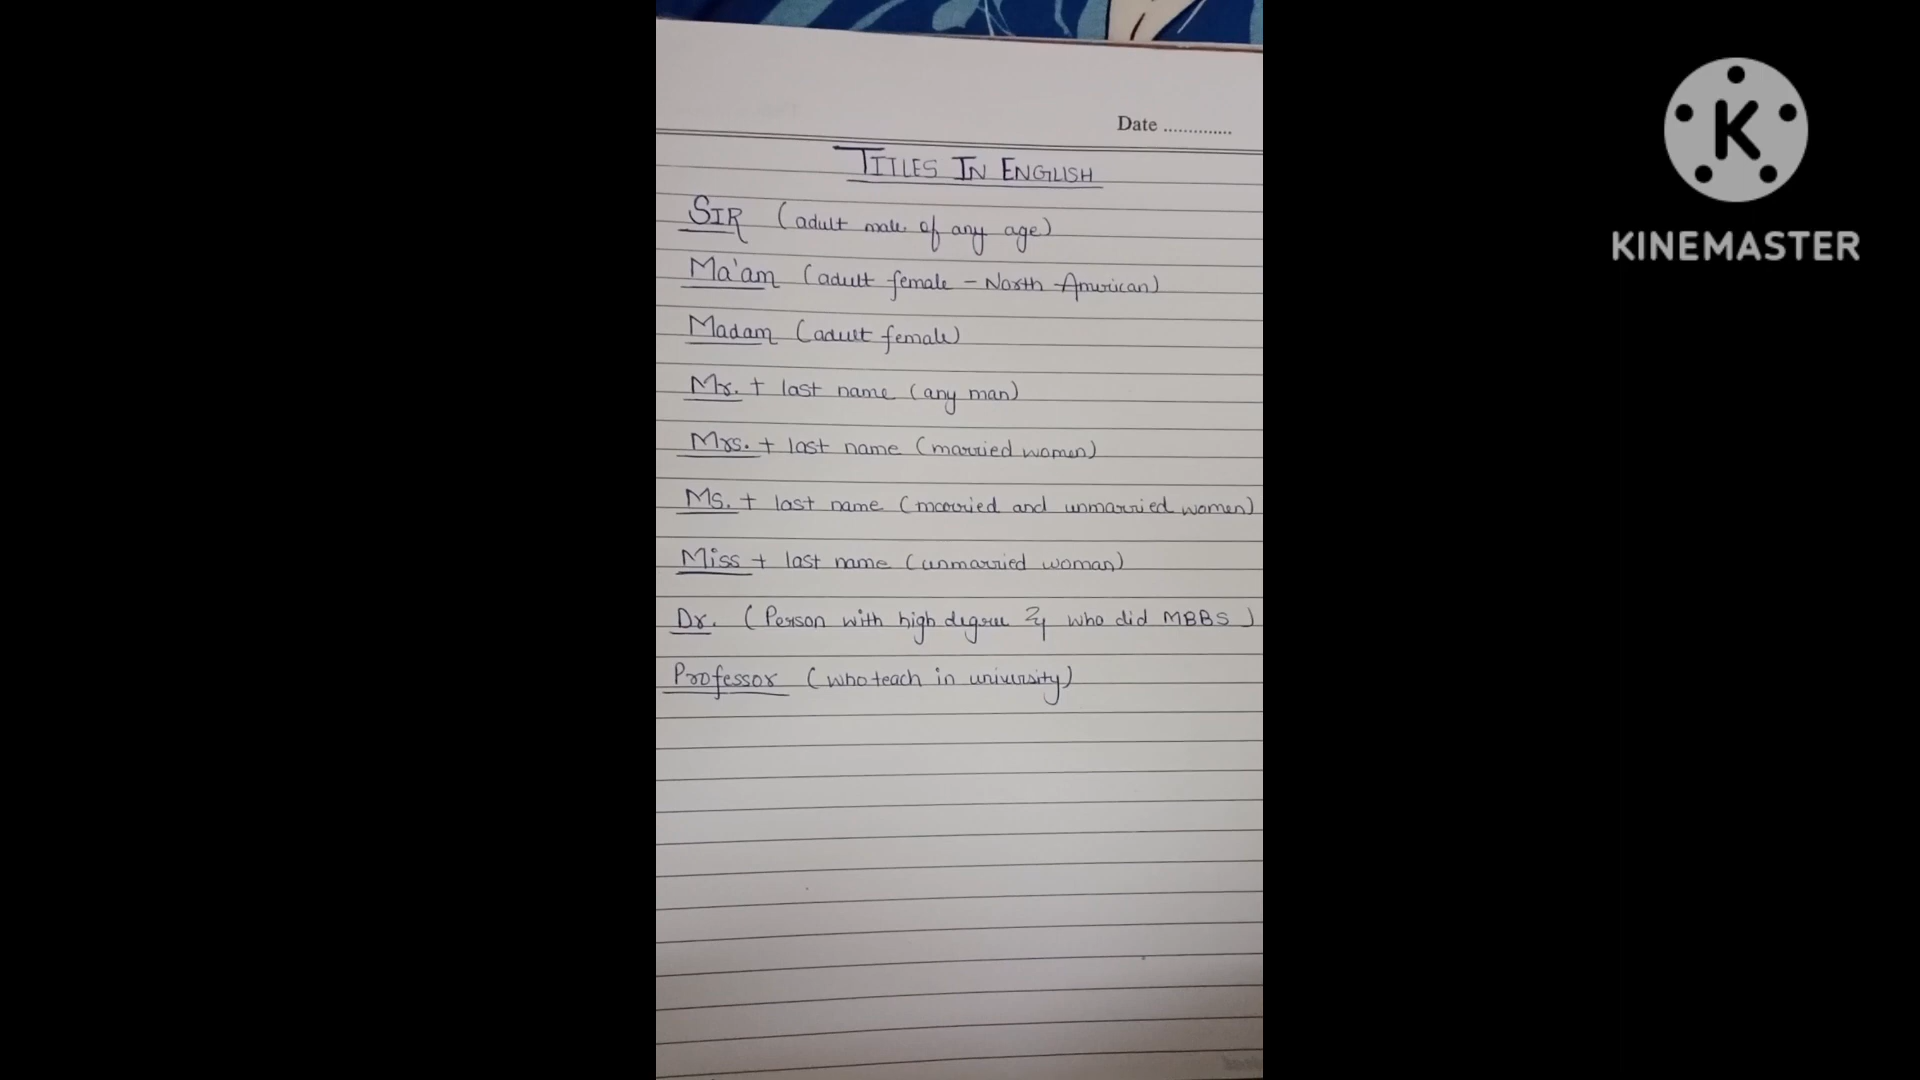 Date ..............
TITLES IN ENGLISH
SIR (adult male of any age)
Ma'am (adult female - North American)
Madam (adult female)
Mr. + last name (any man)
Mrs. + last name (married women)
Ms. + last name (married and unmarried women)
Miss + last name (unmarried woman)
Dr. (Person with high degree & who did MBBS)
Professor (who teach in university)
K
KINEMASTER